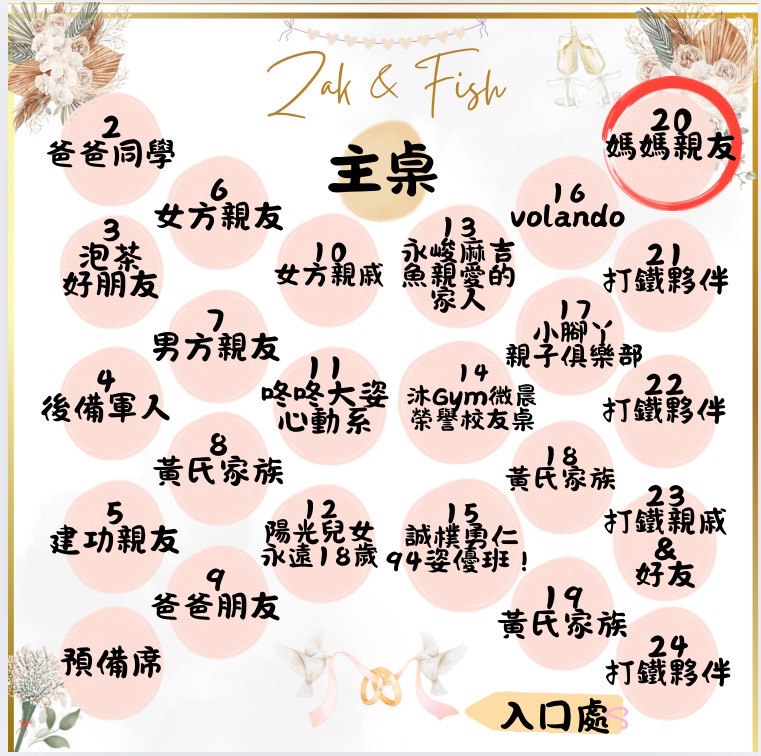 Zak & Fish
主桌
2
爸爸同學
3
泡茶
好朋友
4
後備軍人
5
建功親友
預備席
6
女方親友
7
男方親友
8
黃氏家族
9
爸爸朋友
10
女方親戚
11
咚咚大姿
心動系
12
陽光兒女
永遠18歲
13
永峻麻吉
魚親愛的
家人
14
沐Gym微晨
榮譽校友桌
15
誠樸勇仁
94姿優班！
16
volando
17
小腳丫
親子俱樂部
18
黃氏家族
19
黃氏家族
20
媽媽親友
21
打鐵夥伴
22
打鐵夥伴
23
打鐵親戚
&
好友
24
打鐵夥伴
入口處